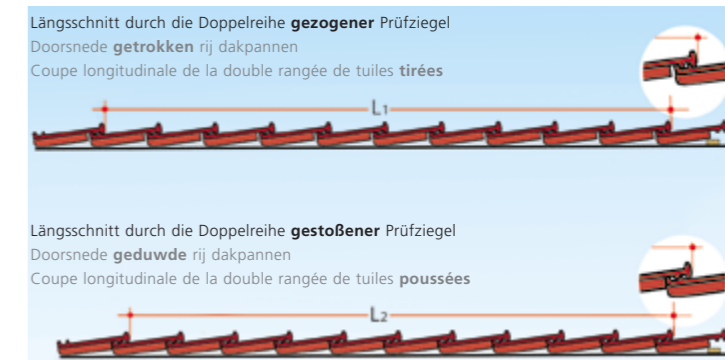 Längsschnitt durch die Doppelreihe gezogener Prüfziegel
Doorsnede getrokken rij dakpannen
Coupe longitudinale de la double rangée de tuiles tirées
L1
Längsschnitt durch die Doppelreihe gestoßener Prüfziegel
Doorsnede geduwde rij dakpannen
Coupe longitudinale de la double rangée de tuiles poussées
L2